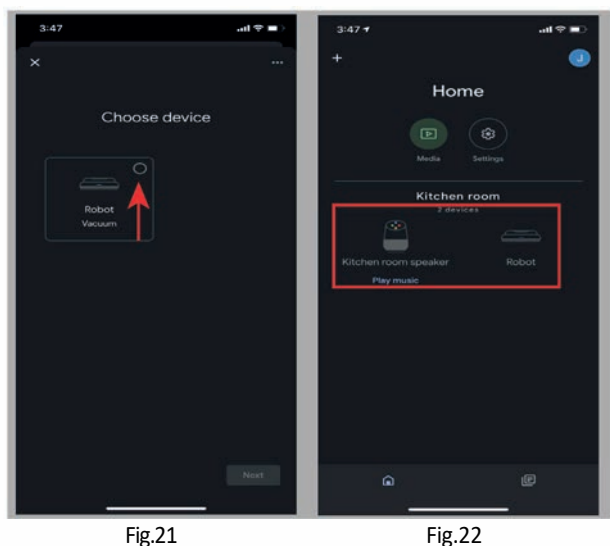 3:47
Choose device
Robot
Vacuum
Next
Fig.21
3:47
J
Home
Media Settings
Kitchen room
2 devices
Kitchen room speaker Robot
Play music
Fig.22